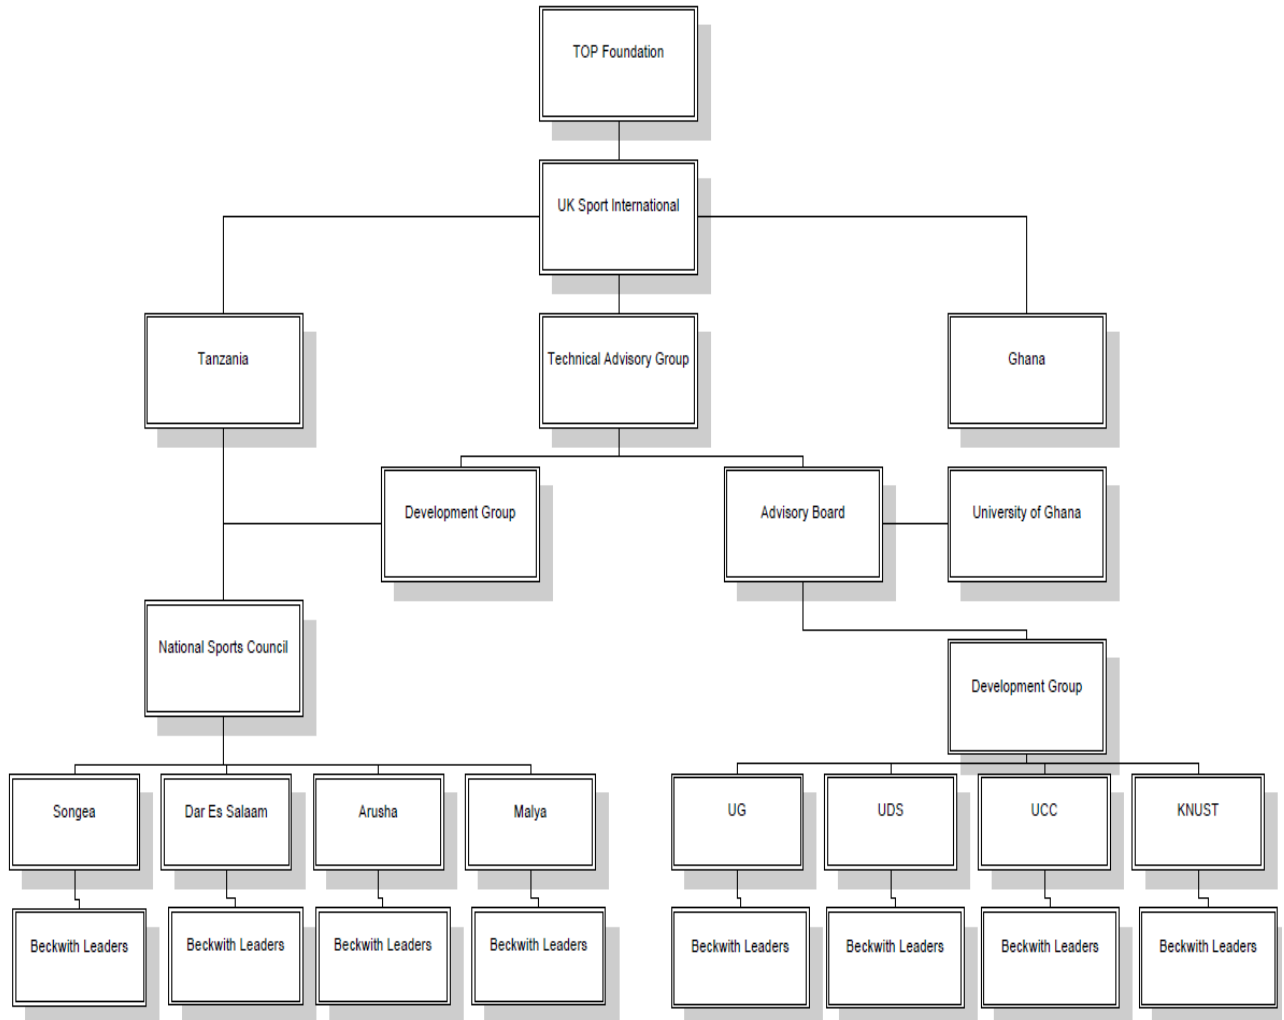 TOP Foundation
UK Sport International
Tanzania
Technical Advisory Group
Ghana
Development Group
Advisory Board
University of Ghana
National Sports Council
Development Group
Songea
Dar Es Salaam
Arusha
Malya
UG
UDS
UCC
KNUST
Beckwith Leaders
Beckwith Leaders
Beckwith Leaders
Beckwith Leaders
Beckwith Leaders
Beckwith Leaders
Beckwith Leaders
Beckwith Leaders